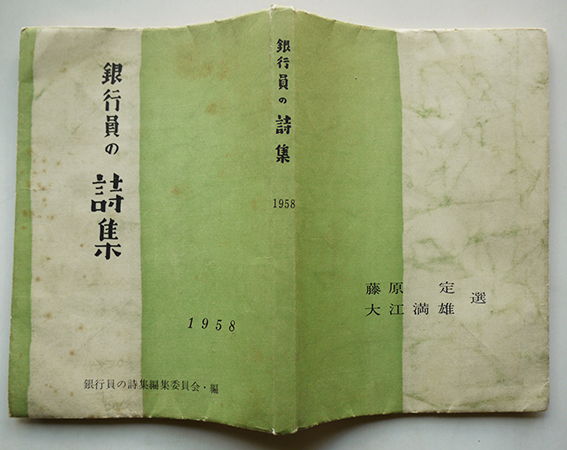 銀行員の
詩集
1958
銀行員の詩集編集委員会・編
銀行員の詩集
1958
藤原 定
大江満雄
選